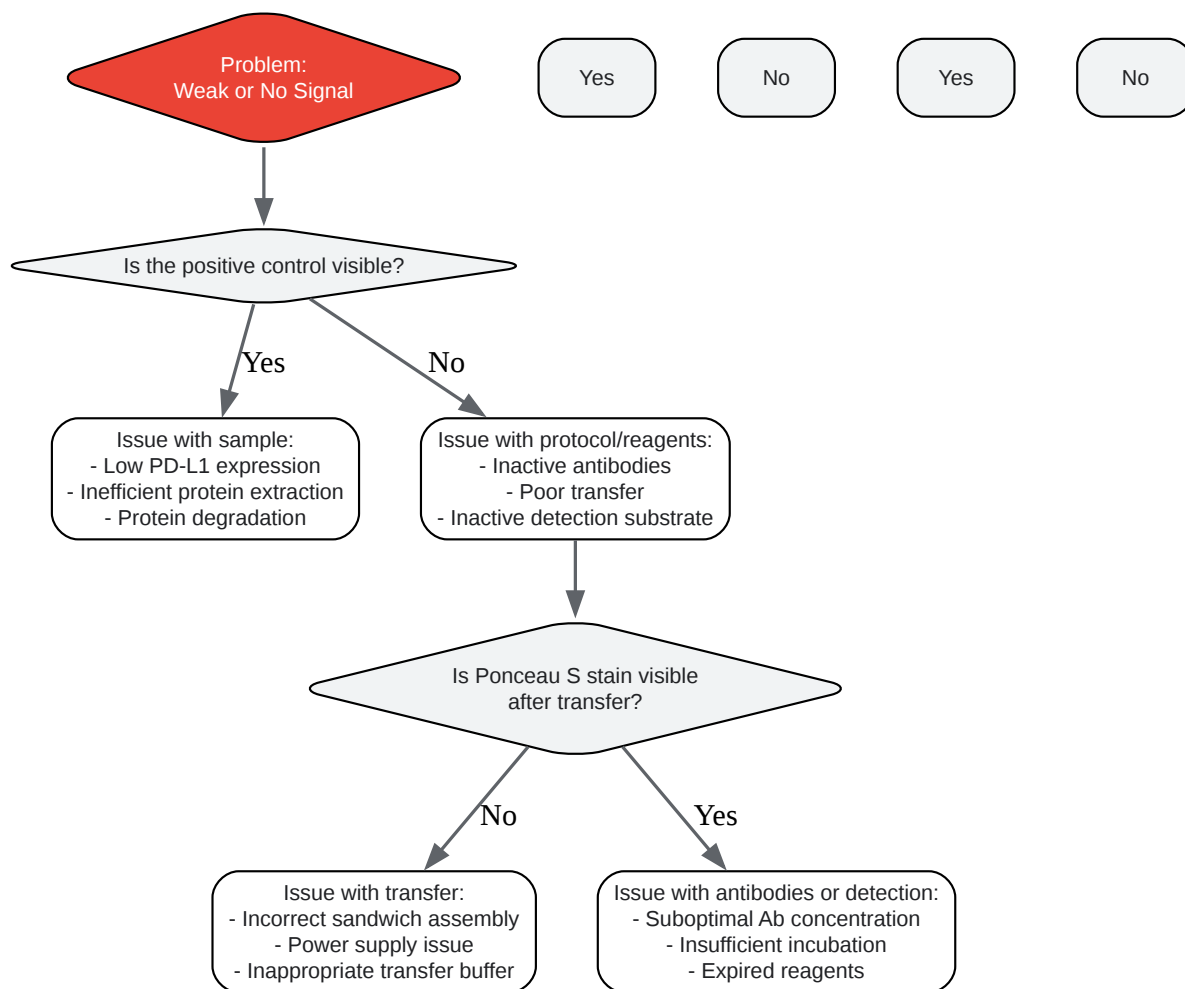 Problem:
Weak or No Signal
Yes
No
Yes
No
Is the positive control visible?
Yes
No
Issue with sample:
- Low PD-L1 expression
- Inefficient protein extraction
- Protein degradation
Issue with protocol/reagents:
- Inactive antibodies
- Poor transfer
- Inactive detection substrate
Is Ponceau S stain visible
after transfer?
No
Yes
Issue with transfer:
- Incorrect sandwich assembly
- Power supply issue
- Inappropriate transfer buffer
Issue with antibodies or detection:
- Suboptimal Ab concentration
- Insufficient incubation
- Expired reagents